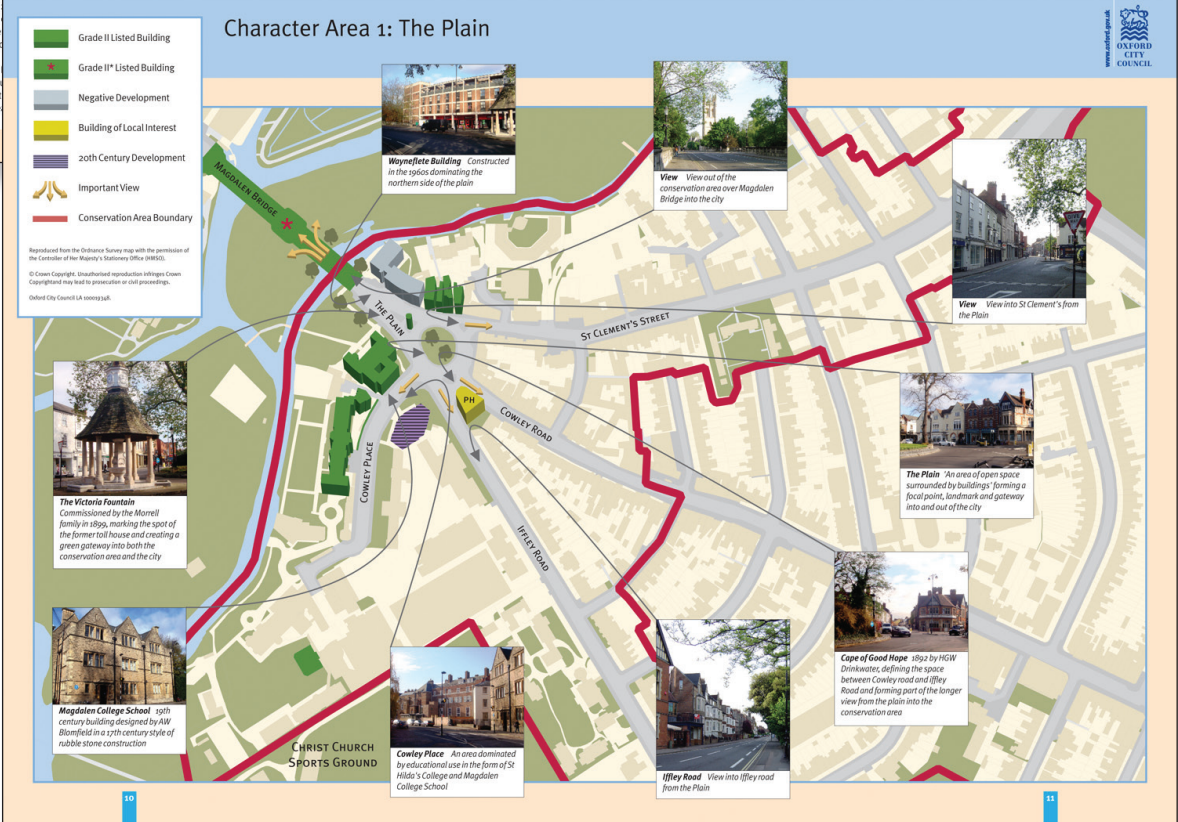 Character Area 1: The Plain
www.oxford.gov.uk
OXFORD
CITY
COUNCIL
Grade II Listed Building
*
Grade II* Listed Building
Negative Development
Building of Local Interest
20th Century Development
Important View
Conservation Area Boundary
Reproduced from the Ordnance Survey map with the permission of
the Controller of Her Majesty's Stationery Office (HMSO).
© Crown Copyright. Unauthorised reproduction infringes Crown
Copyrightand may lead to prosecution or civil proceedings.
Oxford City Council LA 100019348.
Wayneflete Building Constructed
in the 1960s dominating the
northern side of the plain
View View out of the
conservation area over Magdalen
Bridge into the city
View View into St Clement's from
the Plain
MAGDALEN BRIDGE
*
THE PLAIN
ST CLEMENT'S STREET
PH
COWLEY ROAD
COWLEY PLACE
IFFLEY ROAD
The Victoria Fountain
Commissioned by the Morrell
family in 1899, marking the spot of
the former toll house and creating a
green gateway into both the
conservation area and the city
The Plain 'An area of open space
surrounded by buildings' forming a
focal point, landmark and gateway
into and out of the city
Magdalen College School 19th
century building designed by AW
Blomfield in a 17th century style of
rubble stone construction
CHRIST CHURCH
SPORTS GROUND
Cowley Place An area dominated
by educational use in the form of St
Hilda's College and Magdalen
College School
Iffley Road View into Iffley road
from the Plain
Cape of Good Hope 1892 by HGW
Drinkwater, defining the space
between Cowley road and iffley
Road and forming part of the longer
view from the plain into the
conservation area
10
11